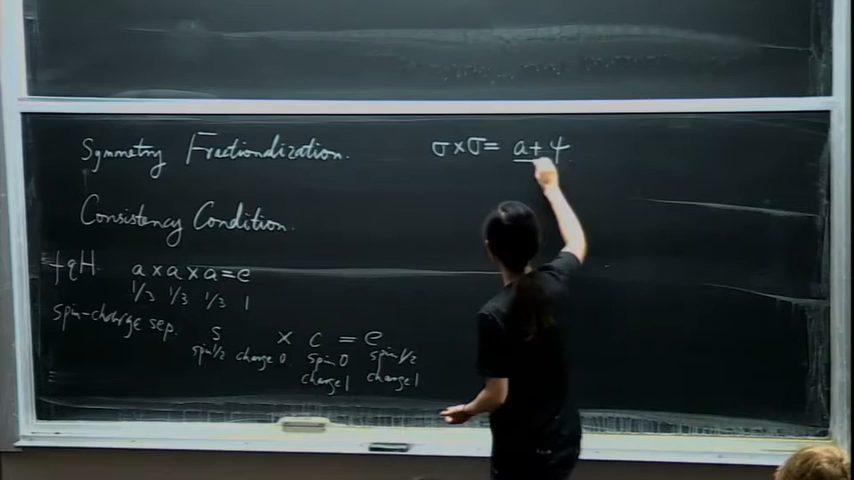 Symmetry Fractionalization.
σ×σ= a+ψ
Consistency Condition.
fqH a×a×a=e
1/3 1/3 1/3 1
spin-charge sep. s × c = e
spin 1/2 charge 0 spin 0 spin 1/2
charge 1 charge 1